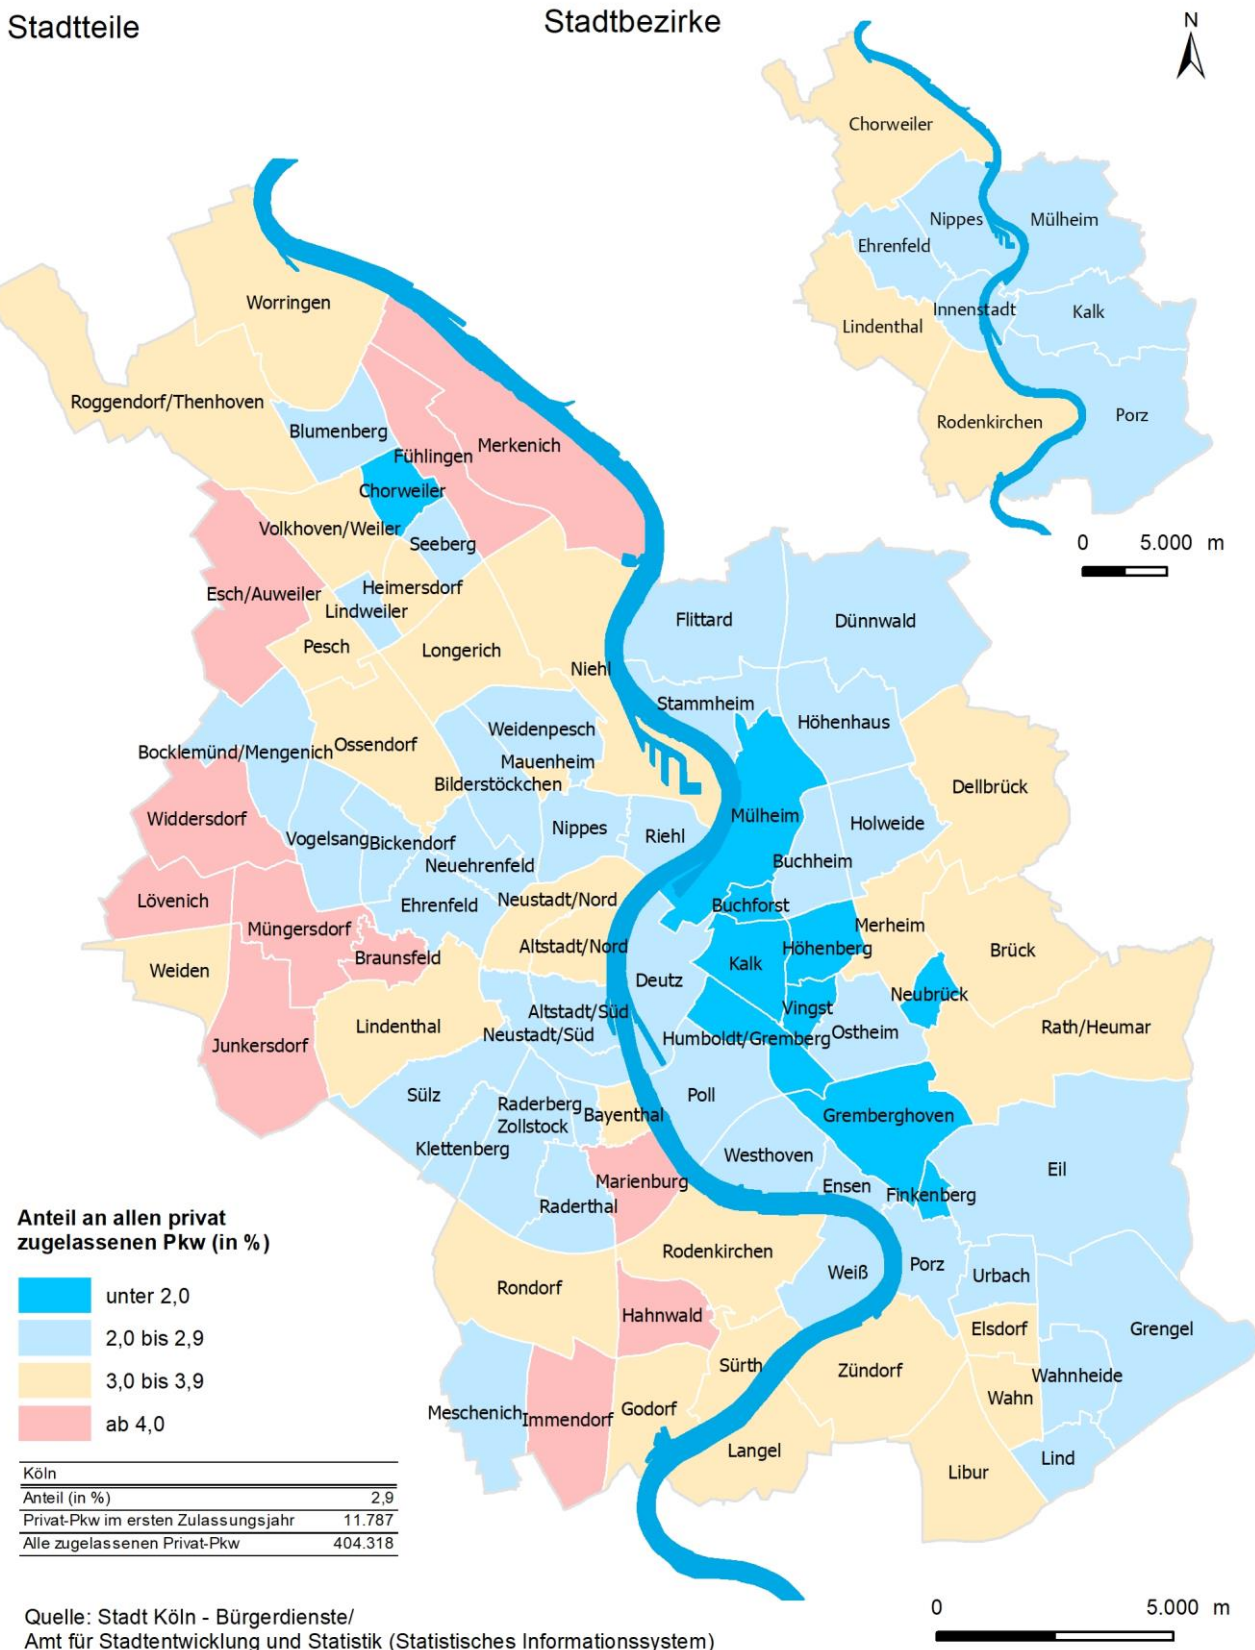 Stadtteile
Stadtbezirke
N
Chorweiler
Nippes
Mülheim
Ehrenfeld
Innenstadt
Kalk
Lindenthal
Rodenkirchen
Porz
0 5.000 m
Worringen
Roggendorf/Thenhoven
Blumenberg
Merkenich
Fühlingen
Chorweiler
Volkhoven/Weiler
Seeberg
Esch/Auweiler
Heimersdorf
Lindweiler
Flittard
Dünnwald
Pesch
Longerich
Niehl
Stammheim
Höhenhaus
Weidenpesch
Ossendorf
Bocklemünd/Mengenich
Mauenheim
Bilderstöckchen
Dellbrück
Widdersdorf
Mülheim
Holweide
Nippes
Riehl
Vogelsang
Bickendorf
Buchheim
Neuehrenfeld
Lövenich
Neustadt/Nord
Ehrenfeld
Buchforst
Müngersdorf
Merheim
Altstadt/Nord
Höhenberg
Brück
Braunsfeld
Kalk
Weiden
Deutz
Neubrück
Vingst
Altstadt/Süd
Lindenthal
Rath/Heumar
Neustadt/Süd
Humboldt/Gremberg
Ostheim
Junkersdorf
Sülz
Poll
Raderberg
Bayenthal
Gremberghoven
Zollstock
Klettenberg
Westhoven
Eil
Marienburg
Ensen
Finkenberg
Raderthal
Rodenkirchen
Porz
Weiß
Urbach
Rondorf
Hahnwald
Elsdorf
Grengel
Sürth
Zündorf
Wahnheide
Wahn
Meschenich
Immendorf
Godorf
Langel
Lind
Libur
Anteil an allen privat
zugelassenen Pkw (in %)
unter 2,0
2,0 bis 2,9
3,0 bis 3,9
ab 4,0
Köln
Anteil (in %) 2,9
Privat-Pkw im ersten Zulassungsjahr 11.787
Alle zugelassenen Privat-Pkw 404.318
Quelle: Stadt Köln - Bürgerdienste/
Amt für Stadtentwicklung und Statistik (Statistisches Informationssystem)
0 5.000 m